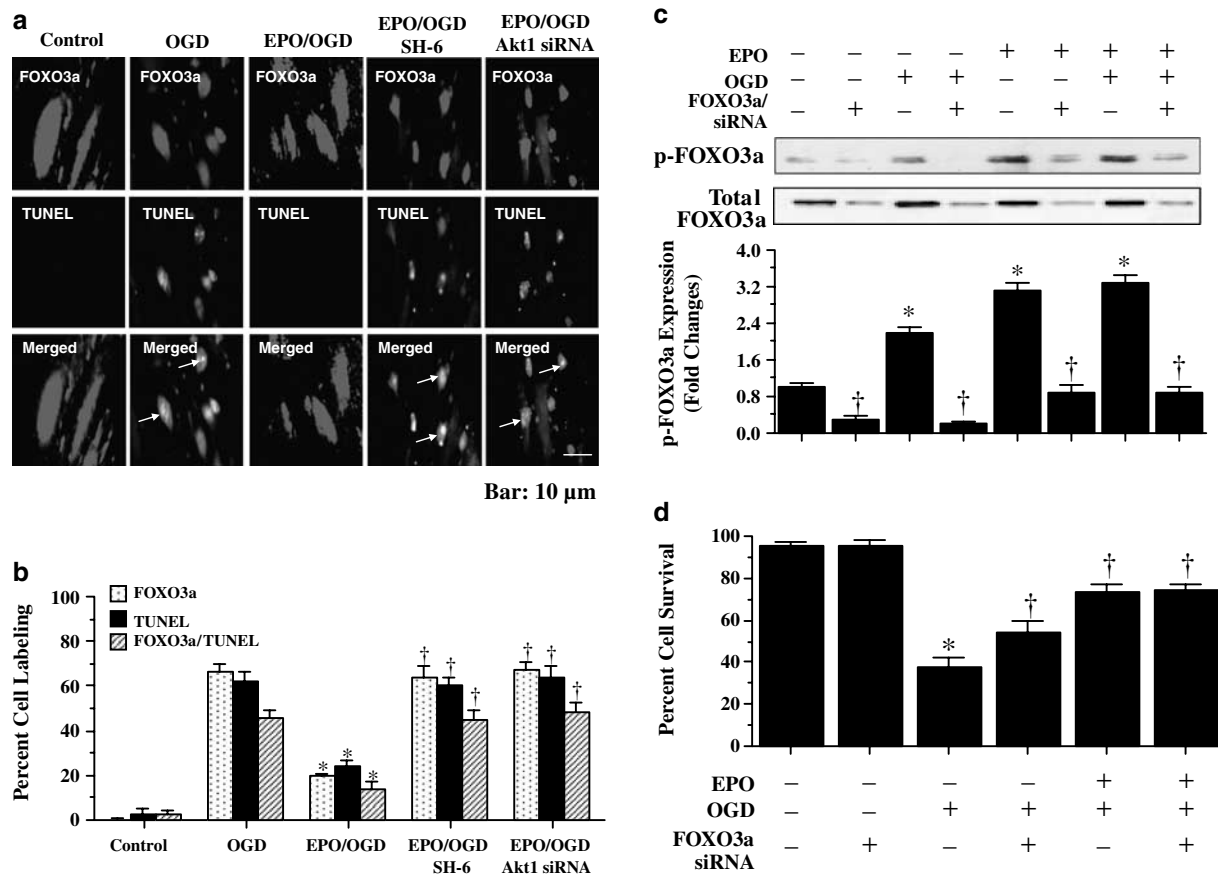 a
Control OGD EPO/OGD EPO/OGD SH-6 EPO/OGD Akt1 siRNA
FOXO3a FOXO3a FOXO3a FOXO3a FOXO3a
TUNEL TUNEL TUNEL TUNEL TUNEL
Merged Merged Merged Merged Merged
Bar: 10 µm
b
Percent Cell Labeling
100
80
60
40
20
0
FOXO3a
TUNEL
FOXO3a/TUNEL
* * *
† † †
† † †
Control OGD EPO/OGD EPO/OGD SH-6 EPO/OGD Akt1 siRNA
c
EPO – – – – + + + +
OGD – – + + – – + +
FOXO3a/siRNA – + – + – + – +
p-FOXO3a
Total FOXO3a
p-FOXO3a Expression
(Fold Changes)
4.0
3.2
2.4
1.6
0.8
0.0
† * † * † * †
d
Percent Cell Survival
100
80
60
40
20
0
* † † †
EPO – – – – + +
OGD – – + + + +
FOXO3a siRNA – + – + – +